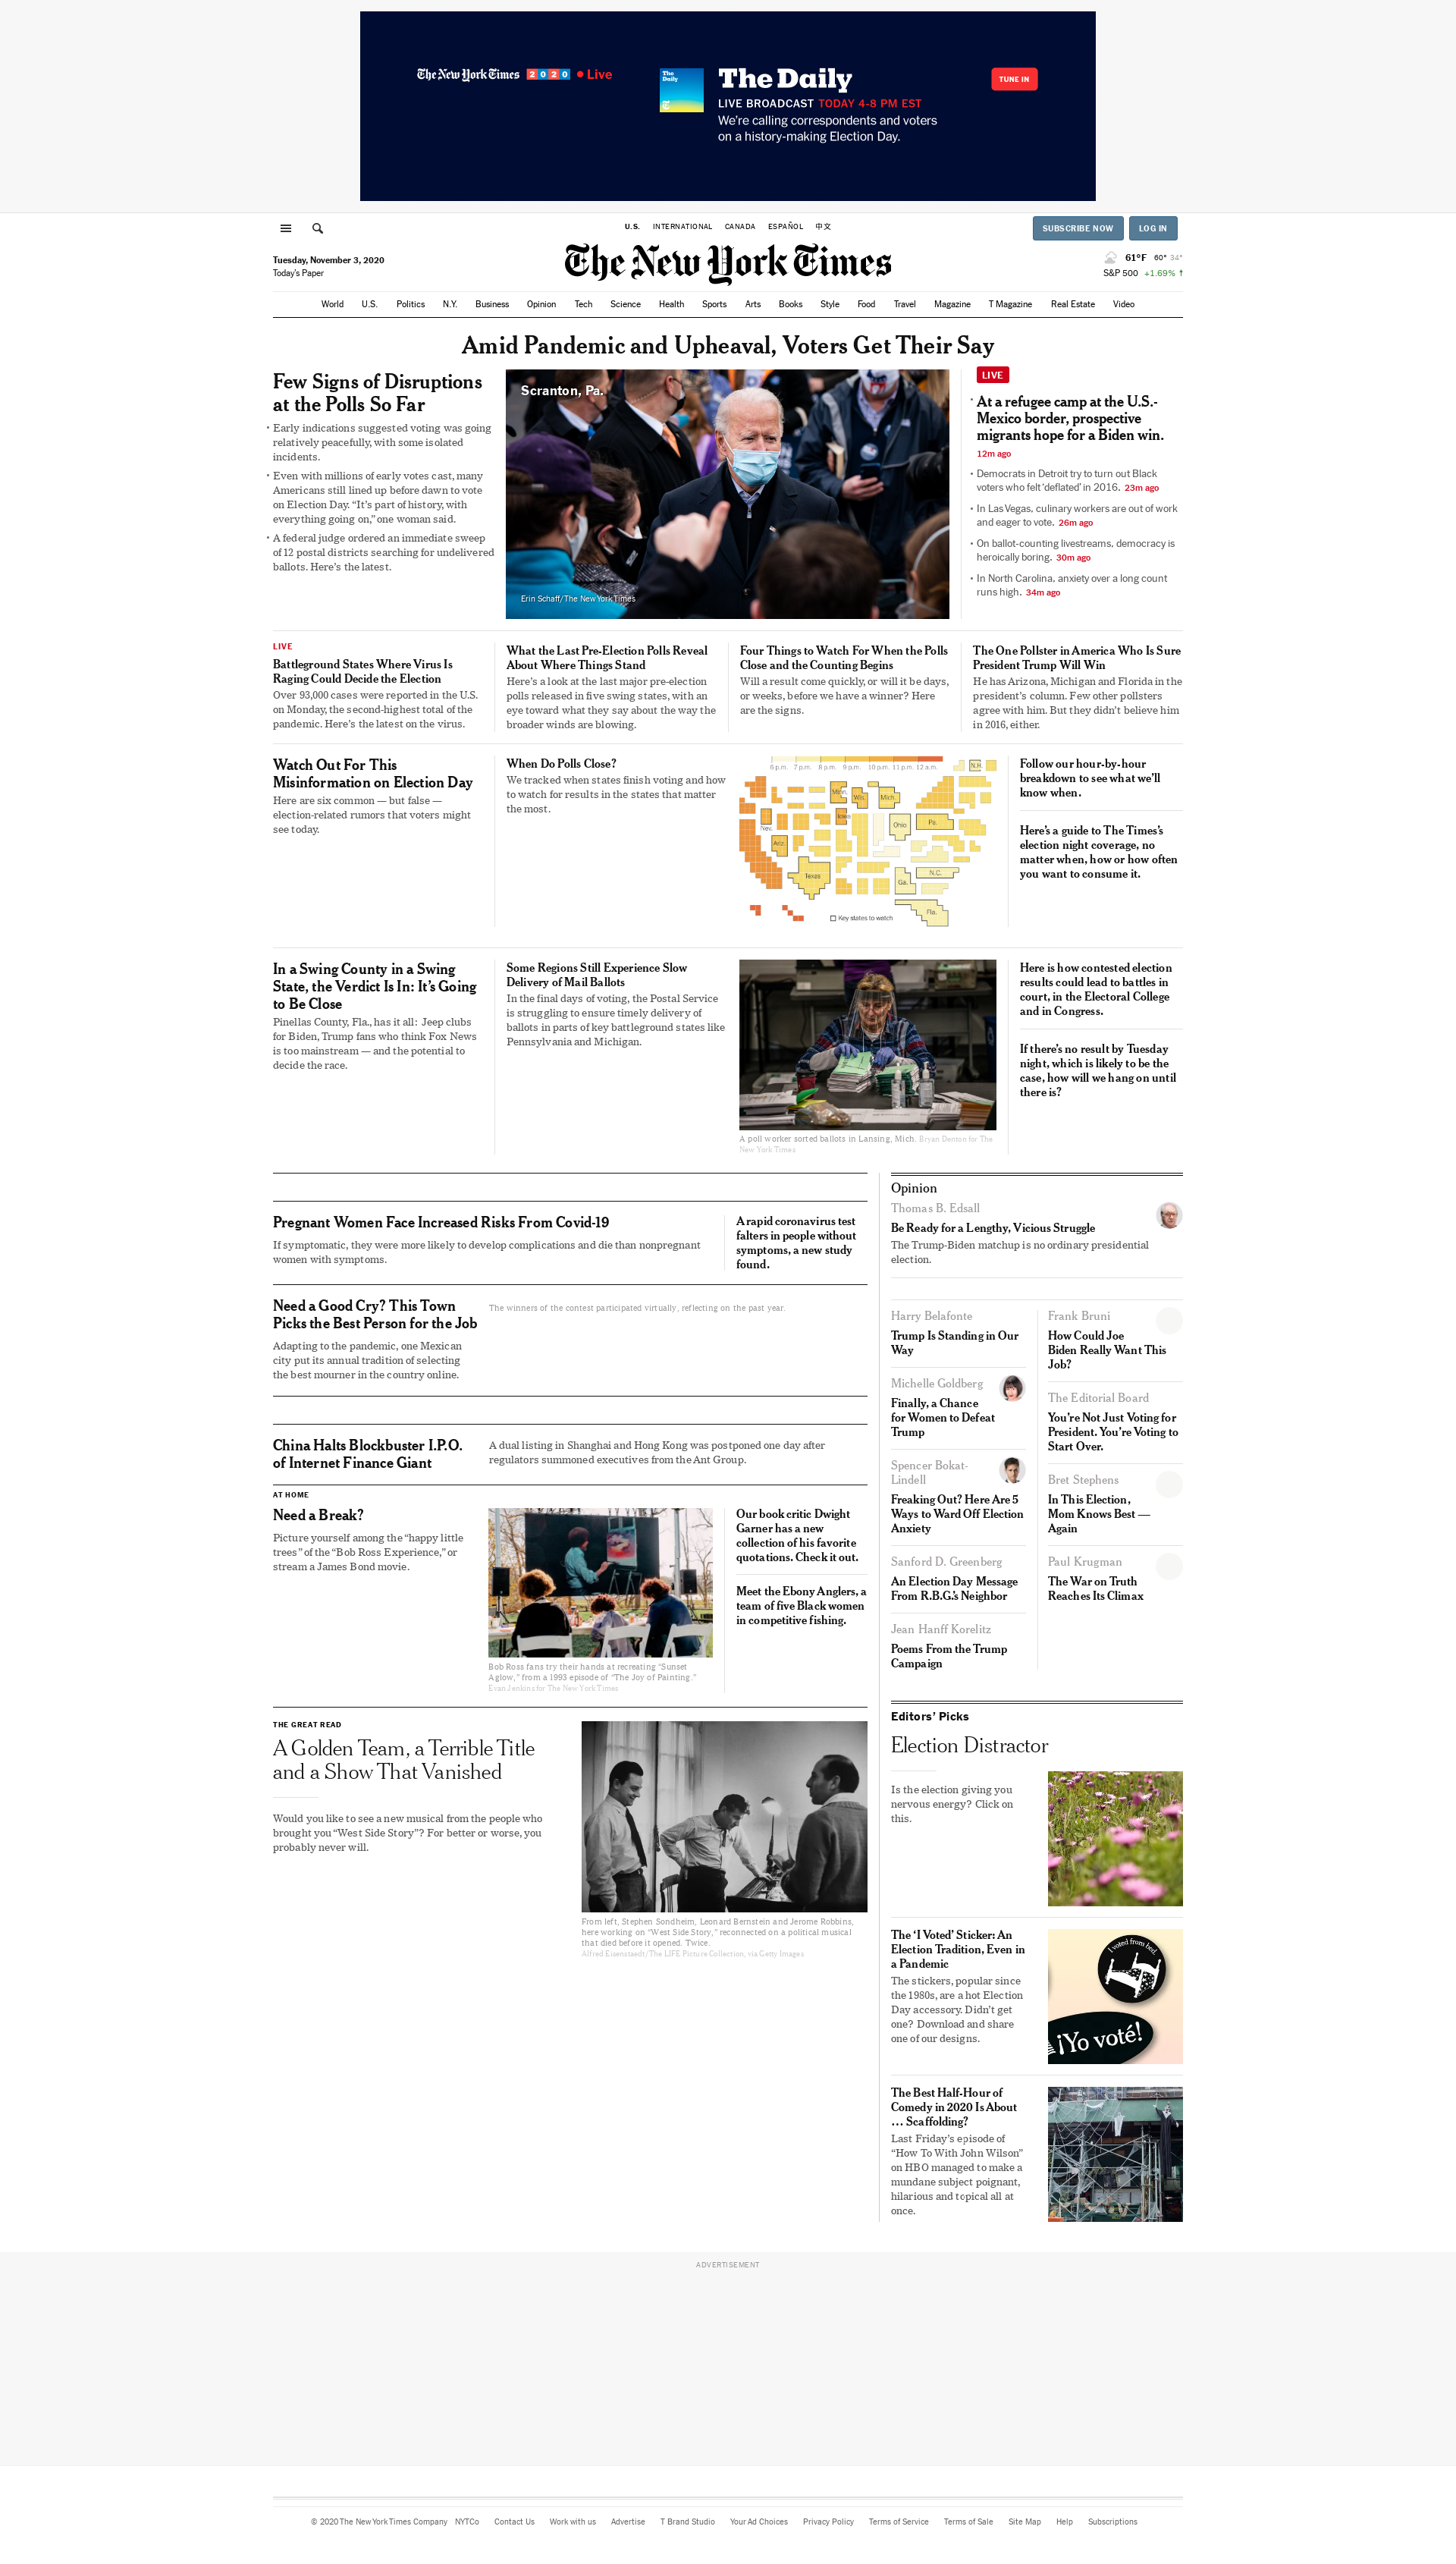 The New York Times 2020 Live
The Daily
The Daily
LIVE BROADCAST TODAY 4-8 PM EST
We're calling correspondents and voters
on a history-making Election Day.
TUNE IN
U.S. INTERNATIONAL CANADA ESPAÑOL 中文
SUBSCRIBE NOW LOG IN
Tuesday, November 3, 2020
Today's Paper
The New York Times
61°F 60° 34°
S&P 500 +1.69% ↑
World U.S. Politics N.Y. Business Opinion Tech Science Health Sports Arts Books Style Food Travel Magazine T Magazine Real Estate Video
Amid Pandemic and Upheaval, Voters Get Their Say
Few Signs of Disruptions
at the Polls So Far
• Early indications suggested voting was going
relatively peacefully, with some isolated
incidents.
• Even with millions of early votes cast, many
Americans still lined up before dawn to vote
on Election Day. “It’s part of history, with
everything going on,” one woman said.
• A federal judge ordered an immediate sweep
of 12 postal districts searching for undelivered
ballots. Here’s the latest.
Scranton, Pa.
Erin Schaff/The New York Times
LIVE
• At a refugee camp at the U.S.-
Mexico border, prospective
migrants hope for a Biden win.
12m ago
• Democrats in Detroit try to turn out Black
voters who felt ‘deflated’ in 2016. 23m ago
• In Las Vegas, culinary workers are out of work
and eager to vote. 26m ago
• On ballot-counting livestreams, democracy is
heroically boring. 30m ago
• In North Carolina, anxiety over a long count
runs high. 34m ago
LIVE
Battleground States Where Virus Is
Raging Could Decide the Election
Over 93,000 cases were reported in the U.S.
on Monday, the second-highest total of the
pandemic. Here’s the latest on the virus.
What the Last Pre-Election Polls Reveal
About Where Things Stand
Here’s a look at the last major pre-election
polls released in five swing states, with an
eye toward what they say about the way the
broader winds are blowing.
Four Things to Watch For When the Polls
Close and the Counting Begins
Will a result come quickly, or will it be days,
or weeks, before we have a winner? Here
are the signs.
The One Pollster in America Who Is Sure
President Trump Will Win
He has Arizona, Michigan and Florida in the
president’s column. Few other pollsters
agree with him. But they didn’t believe him
in 2016, either.
Watch Out For This
Misinformation on Election Day
Here are six common — but false —
election-related rumors that voters might
see today.
When Do Polls Close?
We tracked when states finish voting and how
to watch for results in the states that matter
the most.
6 p.m. 7 p.m. 8 p.m. 9 p.m. 10 p.m. 11 p.m. 12 a.m.
N.H.
Minn. Wis. Mich.
Nev. Iowa Ohio Pa.
Ariz.
Texas N.C.
Ga.
Fla.
Key states to watch
Follow our hour-by-hour
breakdown to see what we’ll
know when.
Here’s a guide to The Times’s
election night coverage, no
matter when, how or how often
you want to consume it.
In a Swing County in a Swing
State, the Verdict Is In: It’s Going
to Be Close
Pinellas County, Fla., has it all: Jeep clubs
for Biden, Trump fans who think Fox News
is too mainstream — and the potential to
decide the race.
Some Regions Still Experience Slow
Delivery of Mail Ballots
In the final days of voting, the Postal Service
is struggling to ensure timely delivery of
ballots in parts of key battleground states like
Pennsylvania and Michigan.
A poll worker sorted ballots in Lansing, Mich. Bryan Denton for The
New York Times
Here is how contested election
results could lead to battles in
court, in the Electoral College
and in Congress.
If there’s no result by Tuesday
night, which is likely to be the
case, how will we hang on until
there is?
Pregnant Women Face Increased Risks From Covid-19
If symptomatic, they were more likely to develop complications and die than nonpregnant
women with symptoms.
A rapid coronavirus test
falters in people without
symptoms, a new study
found.
Need a Good Cry? This Town
Picks the Best Person for the Job
Adapting to the pandemic, one Mexican
city put its annual tradition of selecting
the best mourner in the country online.
The winners of the contest participated virtually, reflecting on the past year.
China Halts Blockbuster I.P.O.
of Internet Finance Giant
A dual listing in Shanghai and Hong Kong was postponed one day after
regulators summoned executives from the Ant Group.
AT HOME
Need a Break?
Picture yourself among the “happy little
trees” of the “Bob Ross Experience,” or
stream a James Bond movie.
Bob Ross fans try their hands at recreating “Sunset
Aglow,” from a 1993 episode of “The Joy of Painting.”
Evan Jenkins for The New York Times
Our book critic Dwight
Garner has a new
collection of his favorite
quotations. Check it out.
Meet the Ebony Anglers, a
team of five Black women
in competitive fishing.
THE GREAT READ
A Golden Team, a Terrible Title
and a Show That Vanished
Would you like to see a new musical from the people who
brought you “West Side Story”? For better or worse, you
probably never will.
From left, Stephen Sondheim, Leonard Bernstein and Jerome Robbins,
here working on “West Side Story,” reconnected on a political musical
that died before it opened. Twice.
Alfred Eisenstaedt/The LIFE Picture Collection, via Getty Images
Opinion
Thomas B. Edsall
Be Ready for a Lengthy, Vicious Struggle
The Trump-Biden matchup is no ordinary presidential
election.
Harry Belafonte
Trump Is Standing in Our
Way
Michelle Goldberg
Finally, a Chance
for Women to Defeat
Trump
Spencer Bokat-
Lindell
Freaking Out? Here Are 5
Ways to Ward Off Election
Anxiety
Sanford D. Greenberg
An Election Day Message
From R.B.G.’s Neighbor
Jean Hanff Korelitz
Poems From the Trump
Campaign
Frank Bruni
How Could Joe
Biden Really Want This
Job?
The Editorial Board
You’re Not Just Voting for
President. You’re Voting to
Start Over.
Bret Stephens
In This Election,
Mom Knows Best —
Again
Paul Krugman
The War on Truth
Reaches Its Climax
Editors’ Picks
Election Distractor
Is the election giving you
nervous energy? Click on
this.
The ‘I Voted’ Sticker: An
Election Tradition, Even in
a Pandemic
The stickers, popular since
the 1980s, are a hot Election
Day accessory. Didn’t get
one? Download and share
one of our designs.
I voted from bed.
¡Yo voté!
The Best Half-Hour of
Comedy in 2020 Is About
… Scaffolding?
Last Friday’s episode of
“How To With John Wilson”
on HBO managed to make a
mundane subject poignant,
hilarious and topical all at
once.
ADVERTISEMENT
© 2020 The New York Times Company NYTCo Contact Us Work with us Advertise T Brand Studio Your Ad Choices Privacy Policy Terms of Service Terms of Sale Site Map Help Subscriptions